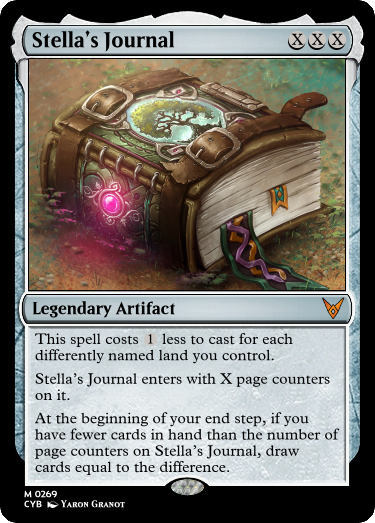 Stella's Journal XXX
Legendary Artifact
This spell costs 1 less to cast for each
differently named land you control.
Stella's Journal enters with X page counters
on it.
At the beginning of your end step, if you
have fewer cards in hand than the number of
page counters on Stella's Journal, draw
cards equal to the difference.
M 0269
CYB Yaron Granot